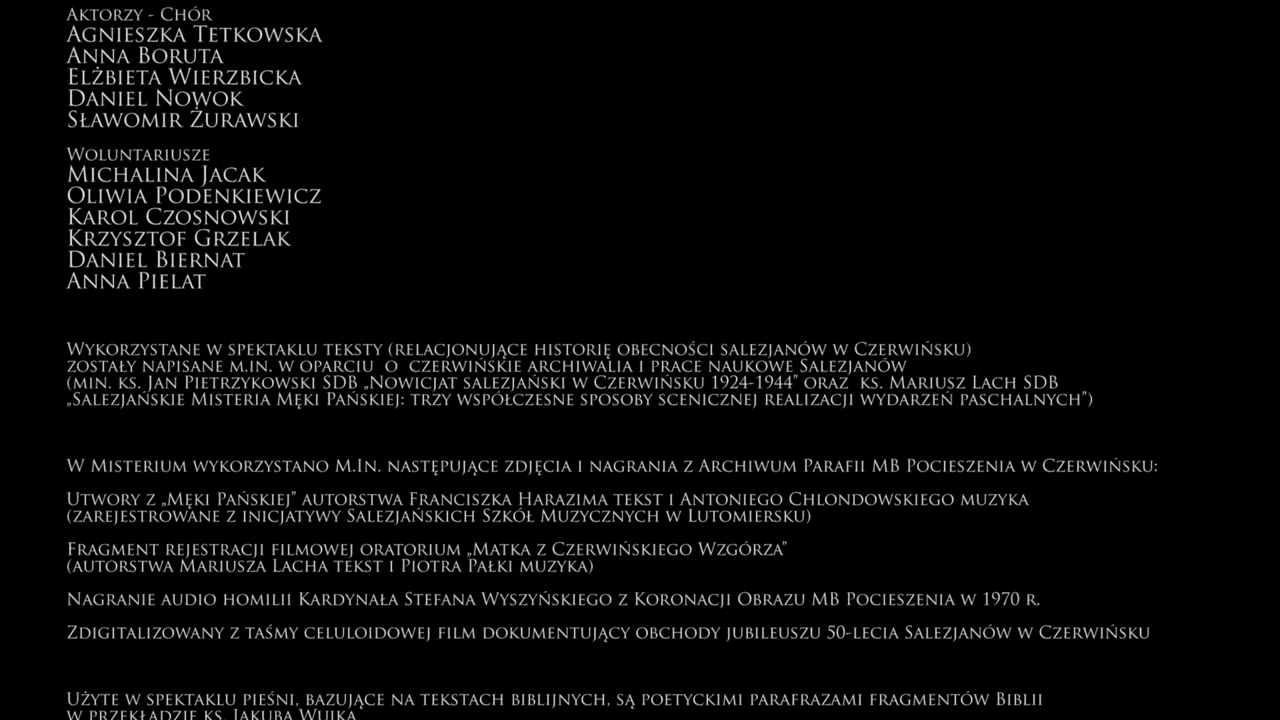 Aktorzy - Chór
Agnieszka Tetkowska
Anna Boruta
Elżbieta Wierzbicka
Daniel Nowok
Sławomir Żurawski
Woluntariusze
Michalina Jacak
Oliwia Podenkiewicz
Karol Czosnowski
Krzysztof Grzelak
Daniel Biernat
Anna Pielat
Wykorzystane w spektaklu teksty (relacjonujące historię obecności salezjanów w Czerwińsku)
zostały napisane m.in. w oparciu o czerwińskie archiwalia i prace naukowe Salezjanów
(min. ks. Jan Pietrzykowski SDB „Nowicjat salezjański w Czerwińsku 1924-1944” oraz ks. Mariusz Lach SDB
„Salezjańskie Misteria Męki Pańskiej: trzy współczesne sposoby scenicznej realizacji wydarzeń paschalnych”)
W Misterium wykorzystano M.In. następujące zdjęcia i nagrania z Archiwum Parafii MB Pocieszenia w Czerwińsku:
Utwory z „Męki Pańskiej” autorstwa Franciszka Harazima tekst i Antoniego Chlondowskiego muzyka
(zarejestrowane z inicjatywy Salezjańskich Szkół Muzycznych w Lutomiersku)
Fragment rejestracji filmowej oratorium „Matka z Czerwińskiego Wzgórza”
(autorstwa Mariusza Lacha tekst i Piotra Pałki muzyka)
Nagranie audio homilii Kardynała Stefana Wyszyńskiego z Koronacji Obrazu MB Pocieszenia w 1970 r.
Zdigitalizowany z taśmy celuloidowej film dokumentujący obchody jubileuszu 50-lecia Salezjanów w Czerwińsku
Użyte w spektaklu pieśni, bazujące na tekstach biblijnych, są poetyckimi parafrazami fragmentów Biblii
w przekładzie ks. Jakuba Wujka